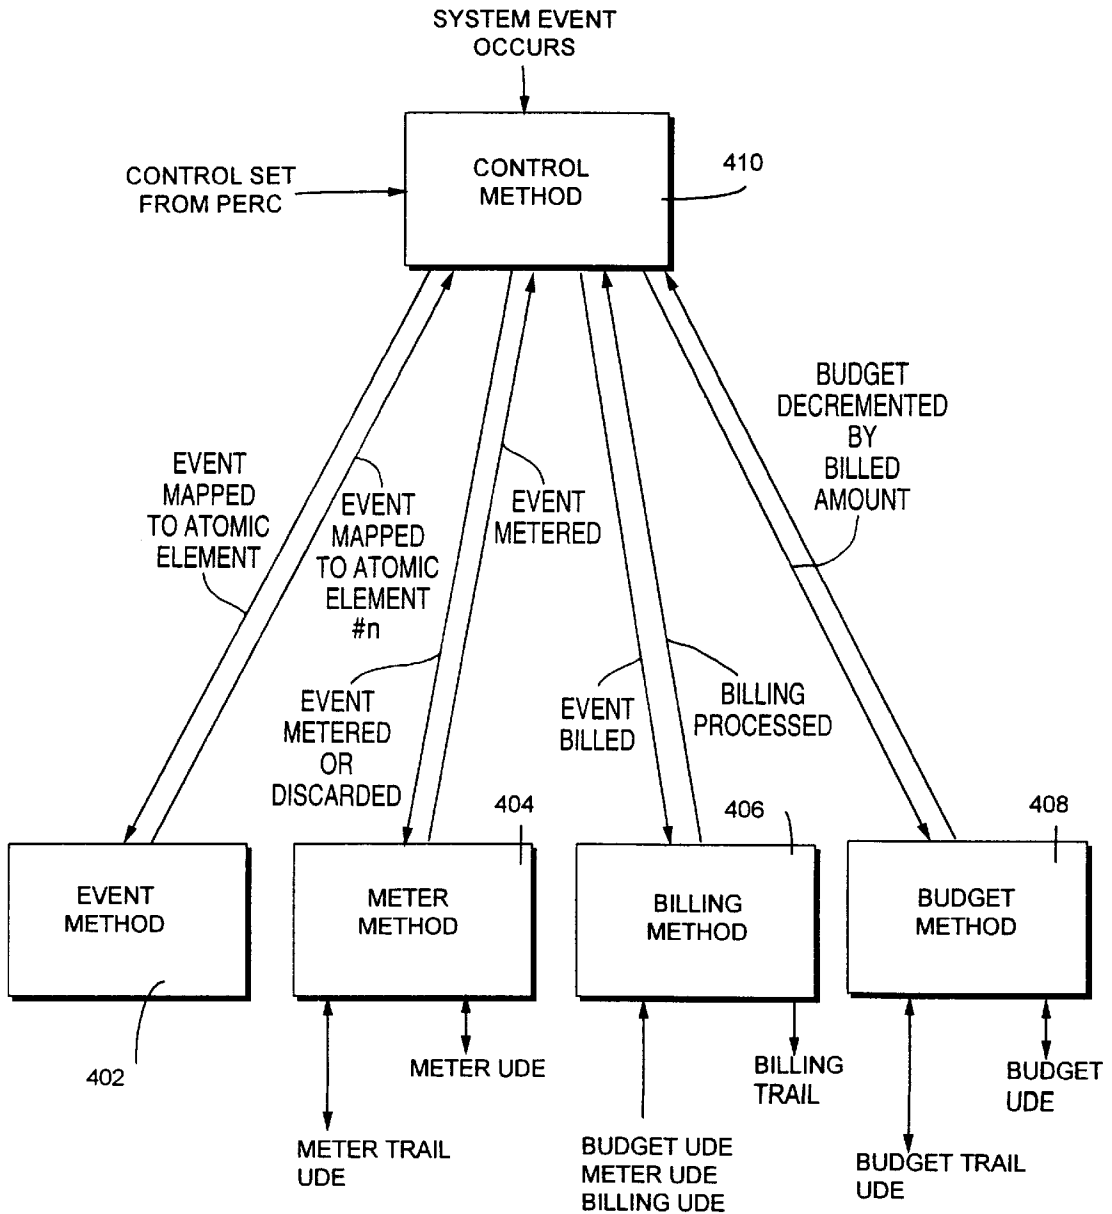 SYSTEM EVENT
OCCURS
CONTROL
METHOD
410
CONTROL SET
FROM PERC
BUDGET
DECREMENTED
BY
BILLED
AMOUNT
EVENT
MAPPED
TO ATOMIC
ELEMENT
EVENT
MAPPED
TO ATOMIC
ELEMENT
#n
EVENT
METERED
EVENT
METERED
OR
DISCARDED
EVENT
BILLED
BILLING
PROCESSED
404
406
408
EVENT
METHOD
METER
METHOD
BILLING
METHOD
BUDGET
METHOD
402
METER UDE
BILLING
TRAIL
BUDGET
UDE
METER TRAIL
UDE
BUDGET UDE
METER UDE
BILLING UDE
BUDGET TRAIL
UDE